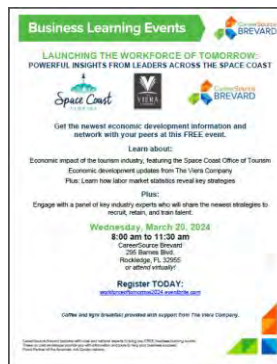 Business Learning Events
CareerSource
BREVARD
LAUNCHING THE WORKFORCE OF TOMORROW:
POWERFUL INSIGHTS FROM LEADERS ACROSS THE SPACE COAST
Space Coast
FLORIDA
VIERA
CareerSource
BREVARD
Get the newest economic development information and
network with your peers at this FREE event.
Learn about:
Economic impact of the tourism industry, featuring the Space Coast Office of Tourism
Economic development updates from The Viera Company
Plus: Learn how labor market statistics reveal key strategies
Plus:
Engage with a panel of key industry experts who will share the newest strategies to
recruit, retain, and train talent.
Wednesday, March 20, 2024
8:00 am to 11:30 am
CareerSource Brevard
295 Barnes Blvd.
Rockledge, FL 32955
or attend virtually!
Register TODAY:
workforceoftomorrow2024.eventbrite.com
Coffee and light breakfast provided with support from The Viera Company.